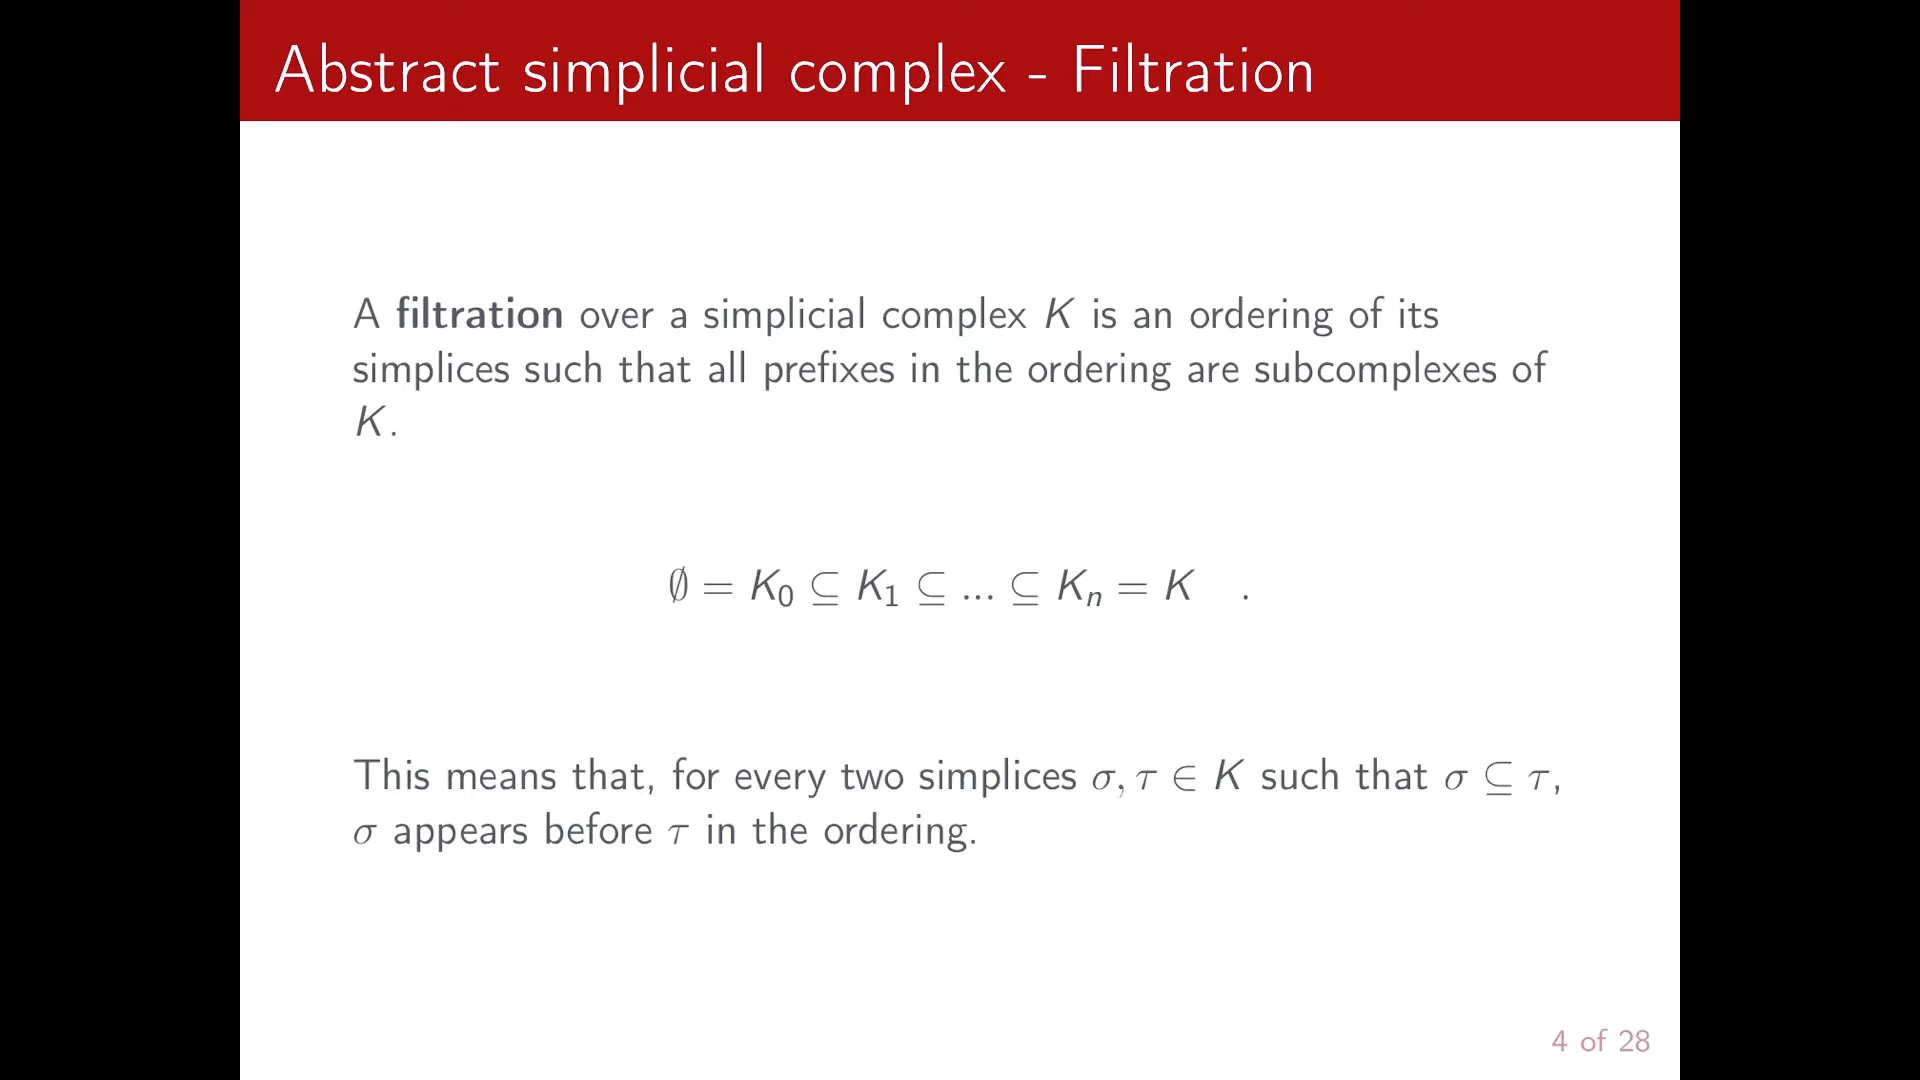 Abstract simplicial complex - Filtration
A filtration over a simplicial complex K is an ordering of its
simplices such that all prefixes in the ordering are subcomplexes of
K.
∅ = K₀ ⊆ K₁ ⊆ ... ⊆ Kₙ = K .
This means that, for every two simplices σ, τ ∈ K such that σ ⊆ τ,
σ appears before τ in the ordering.
4 of 28